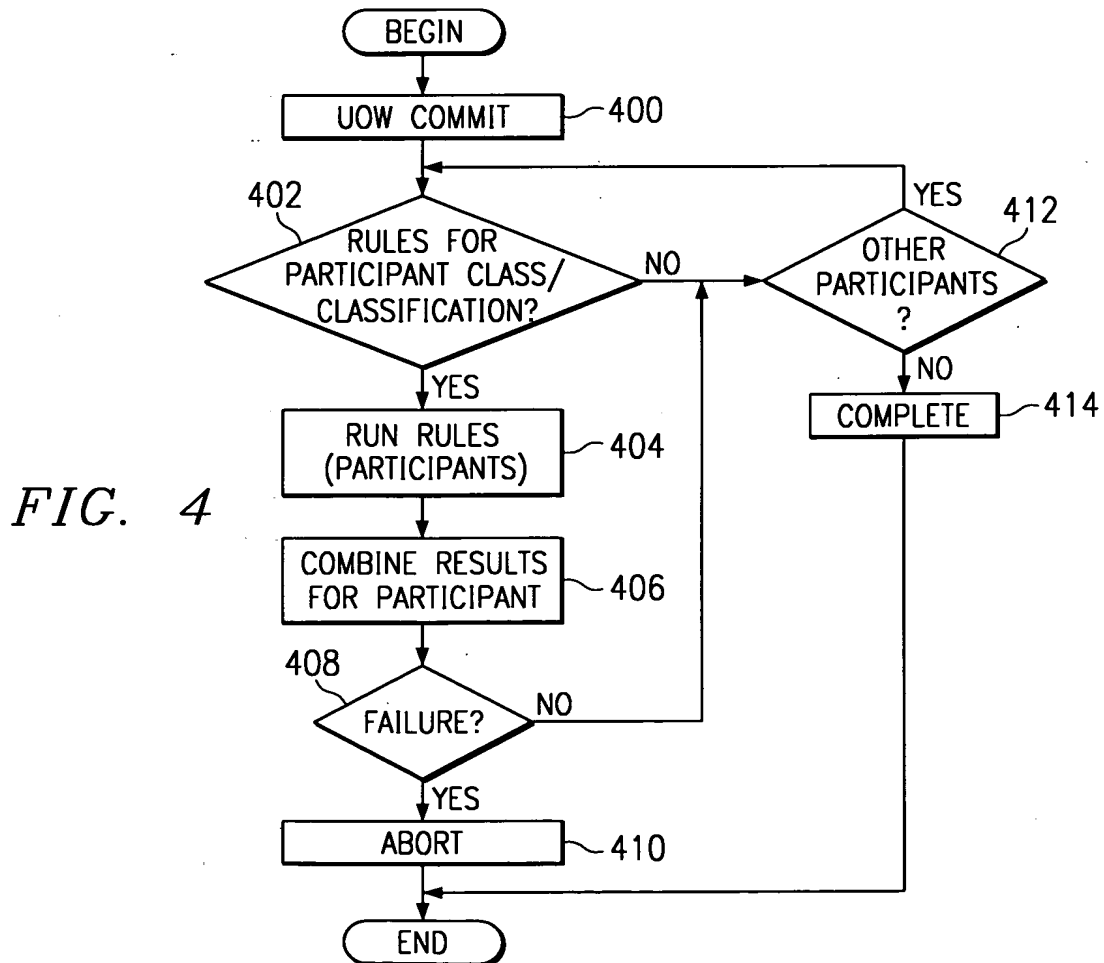 BEGIN
UOW COMMIT
400
402
RULES FOR
PARTICIPANT CLASS/
CLASSIFICATION?
NO
YES
412
OTHER
PARTICIPANTS
?
NO
COMPLETE
414
YES
RUN RULES
(PARTICIPANTS)
404
FIG. 4
COMBINE RESULTS
FOR PARTICIPANT
406
408
FAILURE?
NO
YES
ABORT
410
END